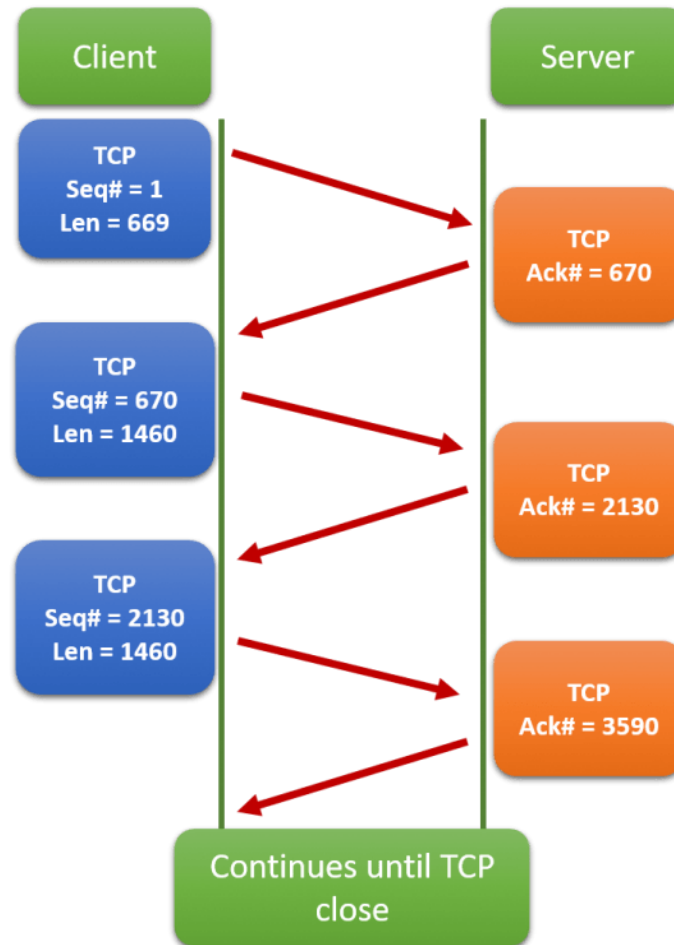 Client
Server
TCP
Seq# = 1
Len = 669
TCP
Ack# = 670
TCP
Seq# = 670
Len = 1460
TCP
Ack# = 2130
TCP
Seq# = 2130
Len = 1460
TCP
Ack# = 3590
Continues until TCP
close